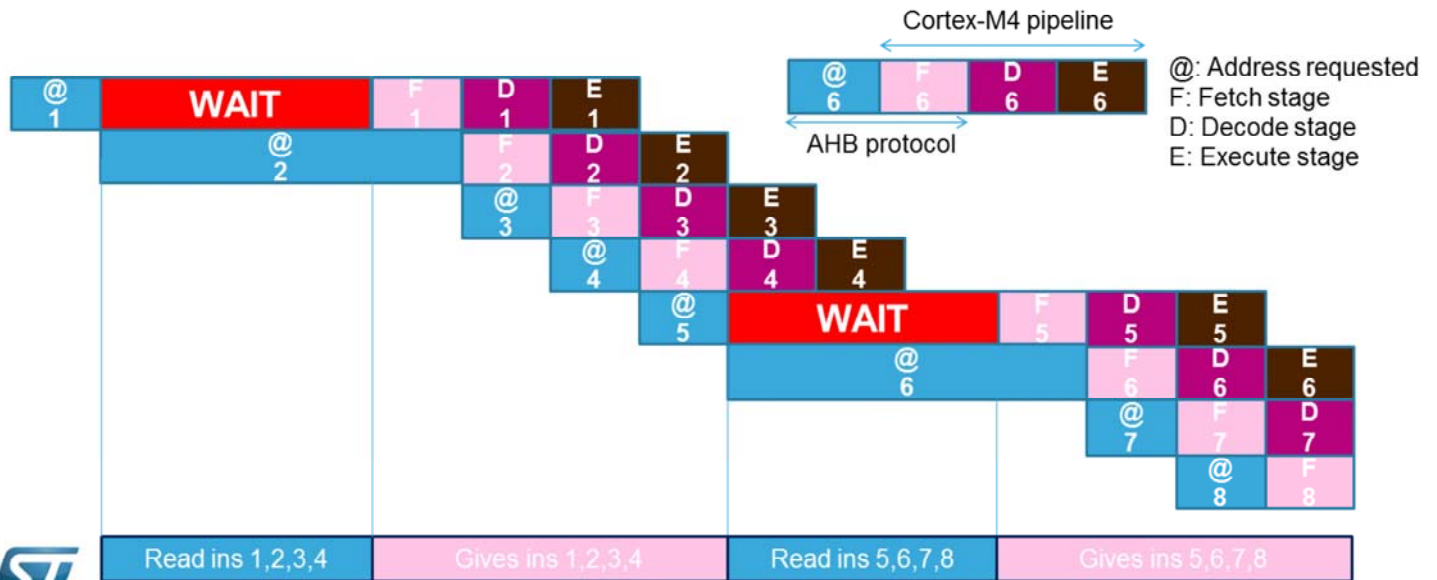 Cortex-M4 pipeline
@ 6 F 6 D 6 E 6
AHB protocol
@: Address requested
F: Fetch stage
D: Decode stage
E: Execute stage
@ 1 WAIT F 1 D 1 E 1
@ 2 F 2 D 2 E 2
@ 3 F 3 D 3 E 3
@ 4 F 4 D 4 E 4
@ 5 WAIT F 5 D 5 E 5
@ 6 F 6 D 6 E 6
@ 7 F 7 D 7
@ 8 F 8
Read ins 1,2,3,4 Gives ins 1,2,3,4 Read ins 5,6,7,8 Gives ins 5,6,7,8
ST